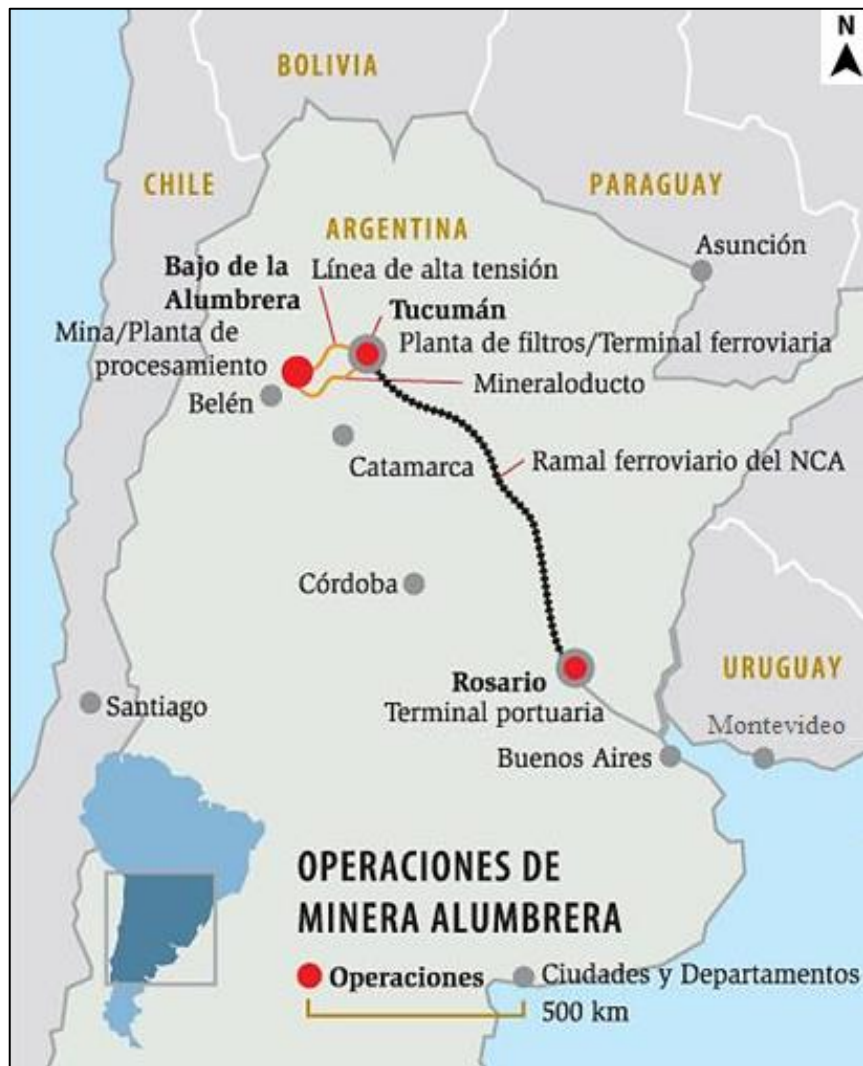 N
BOLIVIA
CHILE
PARAGUAY
ARGENTINA
Asunción
Bajo de la
Alumbrera
Línea de alta tensión
Tucumán
Mina/Planta de
procesamiento
Planta de filtros/Terminal ferroviaria
Mineraloducto
Belén
Catamarca
Ramal ferroviario del NCA
Córdoba
Rosario
Terminal portuaria
URUGUAY
Santiago
Montevideo
Buenos Aires
OPERACIONES DE
MINERA ALUMBRERA
Operaciones
Ciudades y Departamentos
500 km